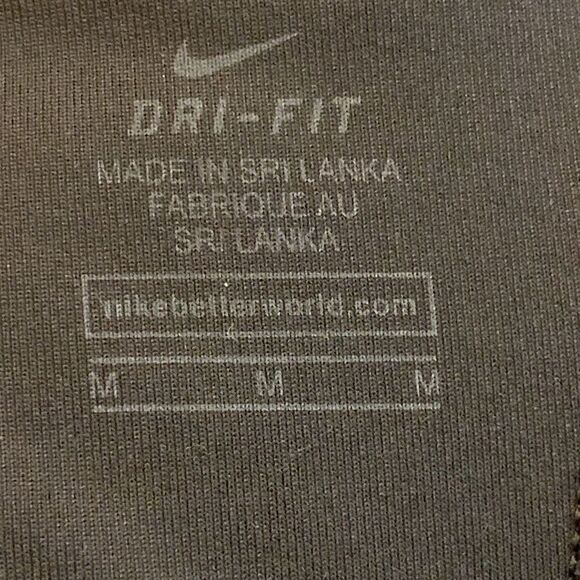 DRI-FIT
MADE IN SRI LANKA
FABRIQUE AU
SRI LANKA
nikebetterworld.com
M M M